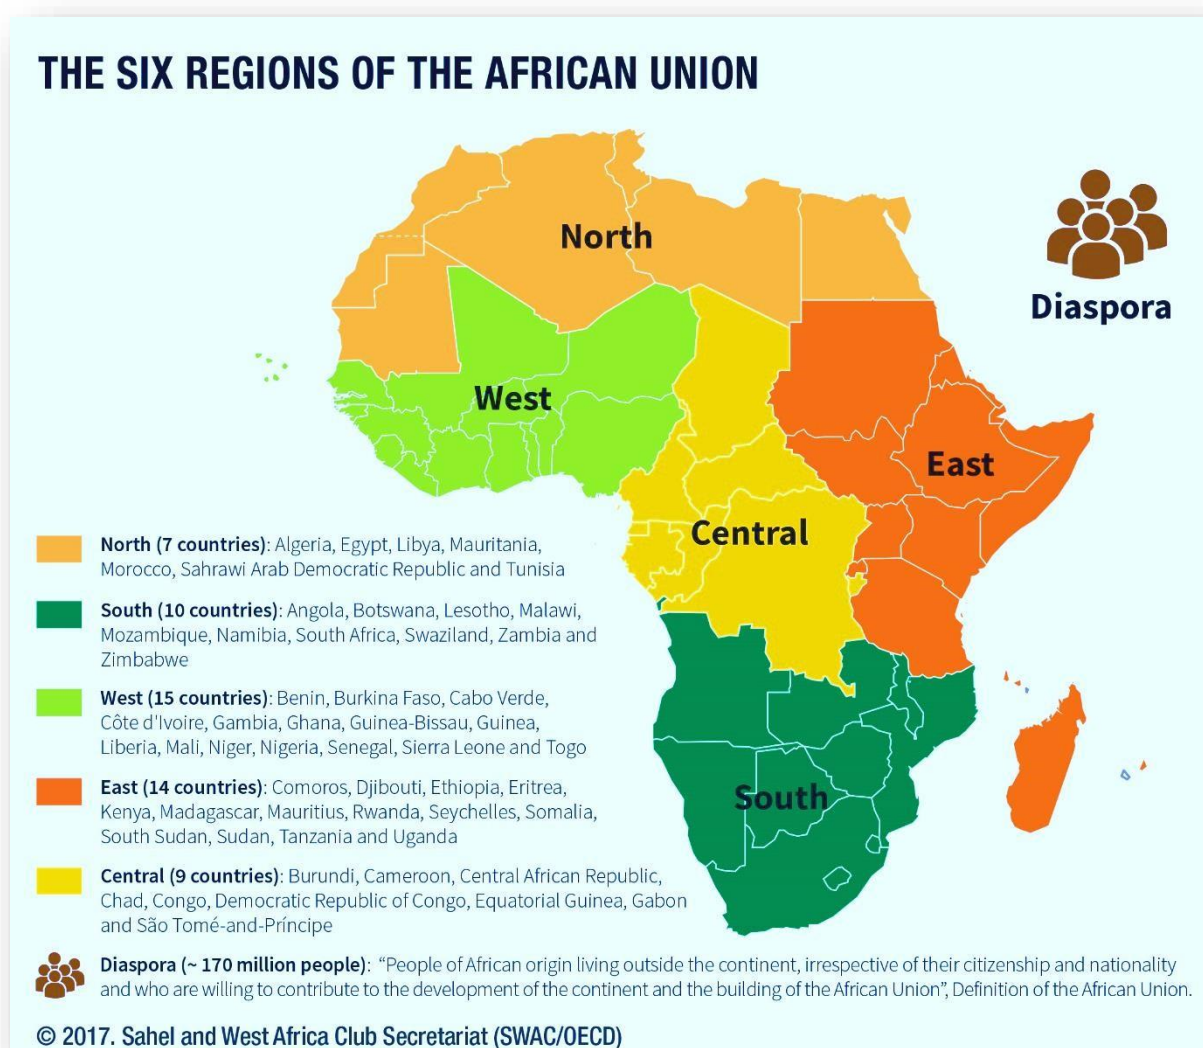 THE SIX REGIONS OF THE AFRICAN UNION
North
Diaspora
West
East
Central
South
North (7 countries): Algeria, Egypt, Libya, Mauritania,
Morocco, Sahrawi Arab Democratic Republic and Tunisia
South (10 countries): Angola, Botswana, Lesotho, Malawi,
Mozambique, Namibia, South Africa, Swaziland, Zambia and
Zimbabwe
West (15 countries): Benin, Burkina Faso, Cabo Verde,
Côte d'Ivoire, Gambia, Ghana, Guinea-Bissau, Guinea,
Liberia, Mali, Niger, Nigeria, Senegal, Sierra Leone and Togo
East (14 countries): Comoros, Djibouti, Ethiopia, Eritrea,
Kenya, Madagascar, Mauritius, Rwanda, Seychelles, Somalia,
South Sudan, Sudan, Tanzania and Uganda
Central (9 countries): Burundi, Cameroon, Central African Republic,
Chad, Congo, Democratic Republic of Congo, Equatorial Guinea, Gabon
and São Tomé-and-Príncipe
Diaspora (~ 170 million people): “People of African origin living outside the continent, irrespective of their citizenship and nationality
and who are willing to contribute to the development of the continent and the building of the African Union”, Definition of the African Union.
© 2017. Sahel and West Africa Club Secretariat (SWAC/OECD)